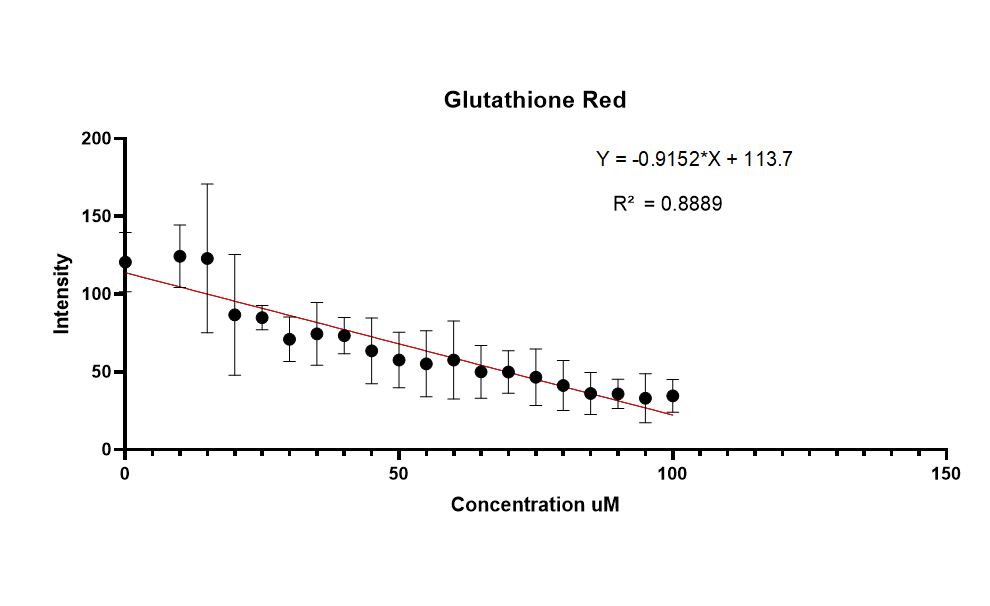 Glutathione Red
Y = -0.9152*X + 113.7
R² = 0.8889
200
150
100
50
0
Intensity
0 50 100 150
Concentration uM